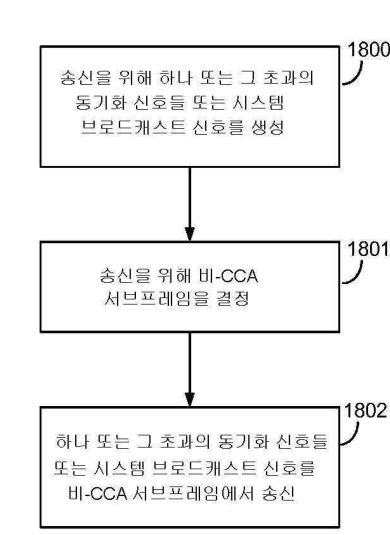 1800
송신을 위해 하나 또는 그 초과의
동기화 신호들 또는 시스템
브로드캐스트 신호를 생성
1801
송신을 위해 비-CCA
서브프레임을 결정
1802
하나 또는 그 초과의 동기화 신호들
또는 시스템 브로드캐스트 신호를
비-CCA 서브프레임에서 송신